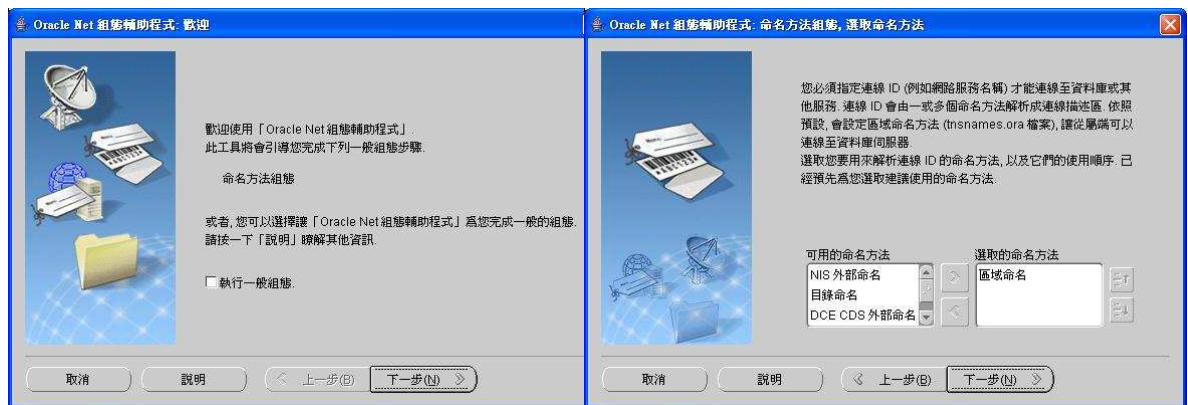 Oracle Net 組態輔助程式: 歡迎
歡迎使用「Oracle Net 組態輔助程式」.
此工具將會引導您完成下列一般組態步驟.
命名方法組態
或者, 您可以選擇讓「Oracle Net 組態輔助程式」為您完成一般的組態.
請按一下「說明」瞭解其他資訊.
執行一般組態.
取消
說明
上一步(B)
下一步(N)
Oracle Net 組態輔助程式: 命名方法組態, 選取命名方法
您必須指定連線 ID (例如網路服務名稱) 才能連線至資料庫或其
他服務. 連線 ID 會由一或多個命名方法解析成連線描述區. 依照
預設, 會設定區域命名方法 (tnsnames.ora 檔案), 讓從屬端可以
連線至資料庫伺服器.
選取您要用來解析連線 ID 的命名方法, 以及它們的使用順序. 已
經預先為您選取建議使用的命名方法.
可用的命名方法
NIS 外部命名
目錄命名
DCE CDS 外部命名
選取的命名方法
區域命名
取消
說明
上一步(B)
下一步(N)